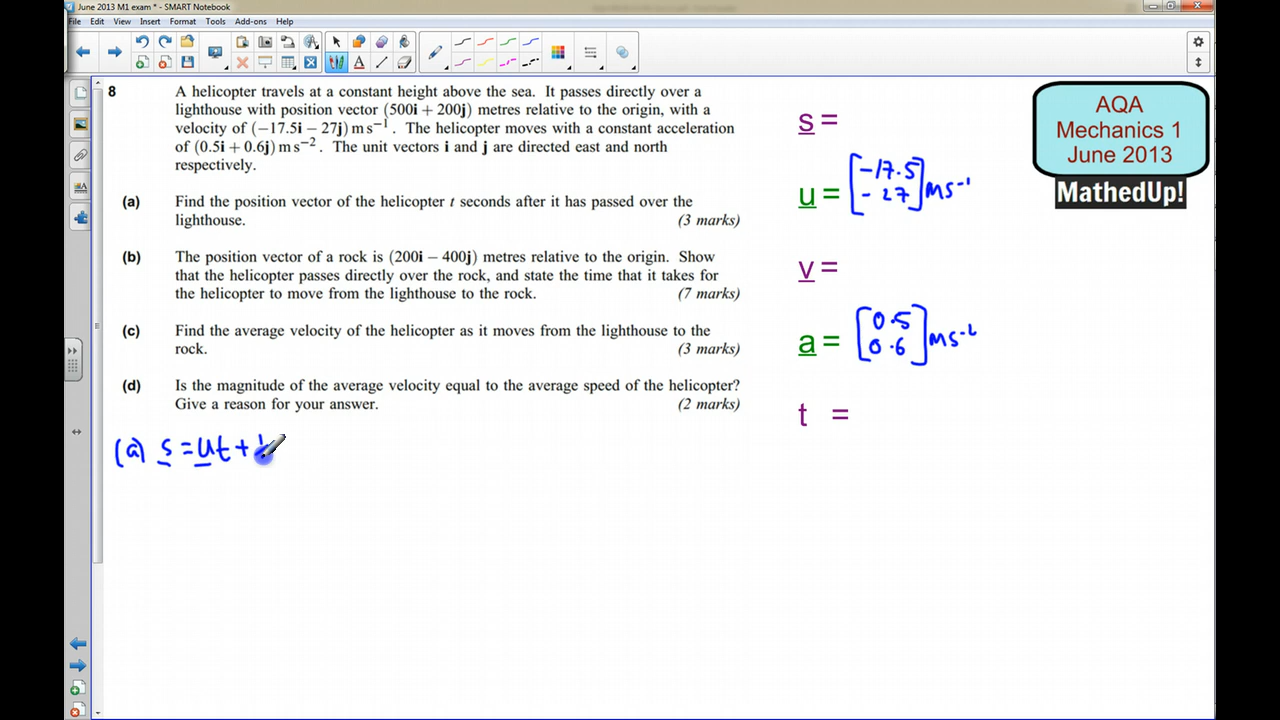 June 2013 M1 exam * - SMART Notebook
File Edit View Insert Format Tools Add-ons Help
8 A helicopter travels at a constant height above the sea. It passes directly over a
lighthouse with position vector (500i + 200j) metres relative to the origin, with a
velocity of (−17.5i − 27j) m s⁻¹. The helicopter moves with a constant acceleration
of (0.5i + 0.6j) m s⁻². The unit vectors i and j are directed east and north
respectively.
(a) Find the position vector of the helicopter t seconds after it has passed over the
lighthouse. (3 marks)
(b) The position vector of a rock is (200i − 400j) metres relative to the origin. Show
that the helicopter passes directly over the rock, and state the time that it takes for
the helicopter to move from the lighthouse to the rock. (7 marks)
(c) Find the average velocity of the helicopter as it moves from the lighthouse to the
rock. (3 marks)
(d) Is the magnitude of the average velocity equal to the average speed of the helicopter?
Give a reason for your answer. (2 marks)
(a) s = ut +
s =
u = [-17.5
-27] ms⁻¹
v =
a = [0.5
0.6] ms⁻²
t =
AQA
Mechanics 1
June 2013
MathedUp!